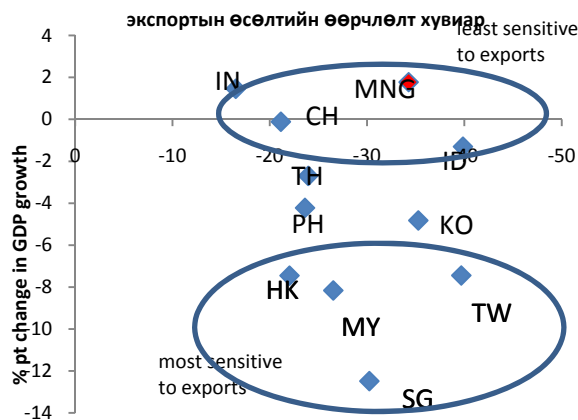 экспортын өсөлтийн өөрчлөлт хувиар
least sensitive
to exports
4
2
0
-2
-4
-6
-8
-10
-12
-14
% pt change in GDP growth
0
-10
-20
-30
-40
-50
IN
MNG
CH
ID
TH
PH
KO
HK
MY
TW
SG
most sensitive
to exports